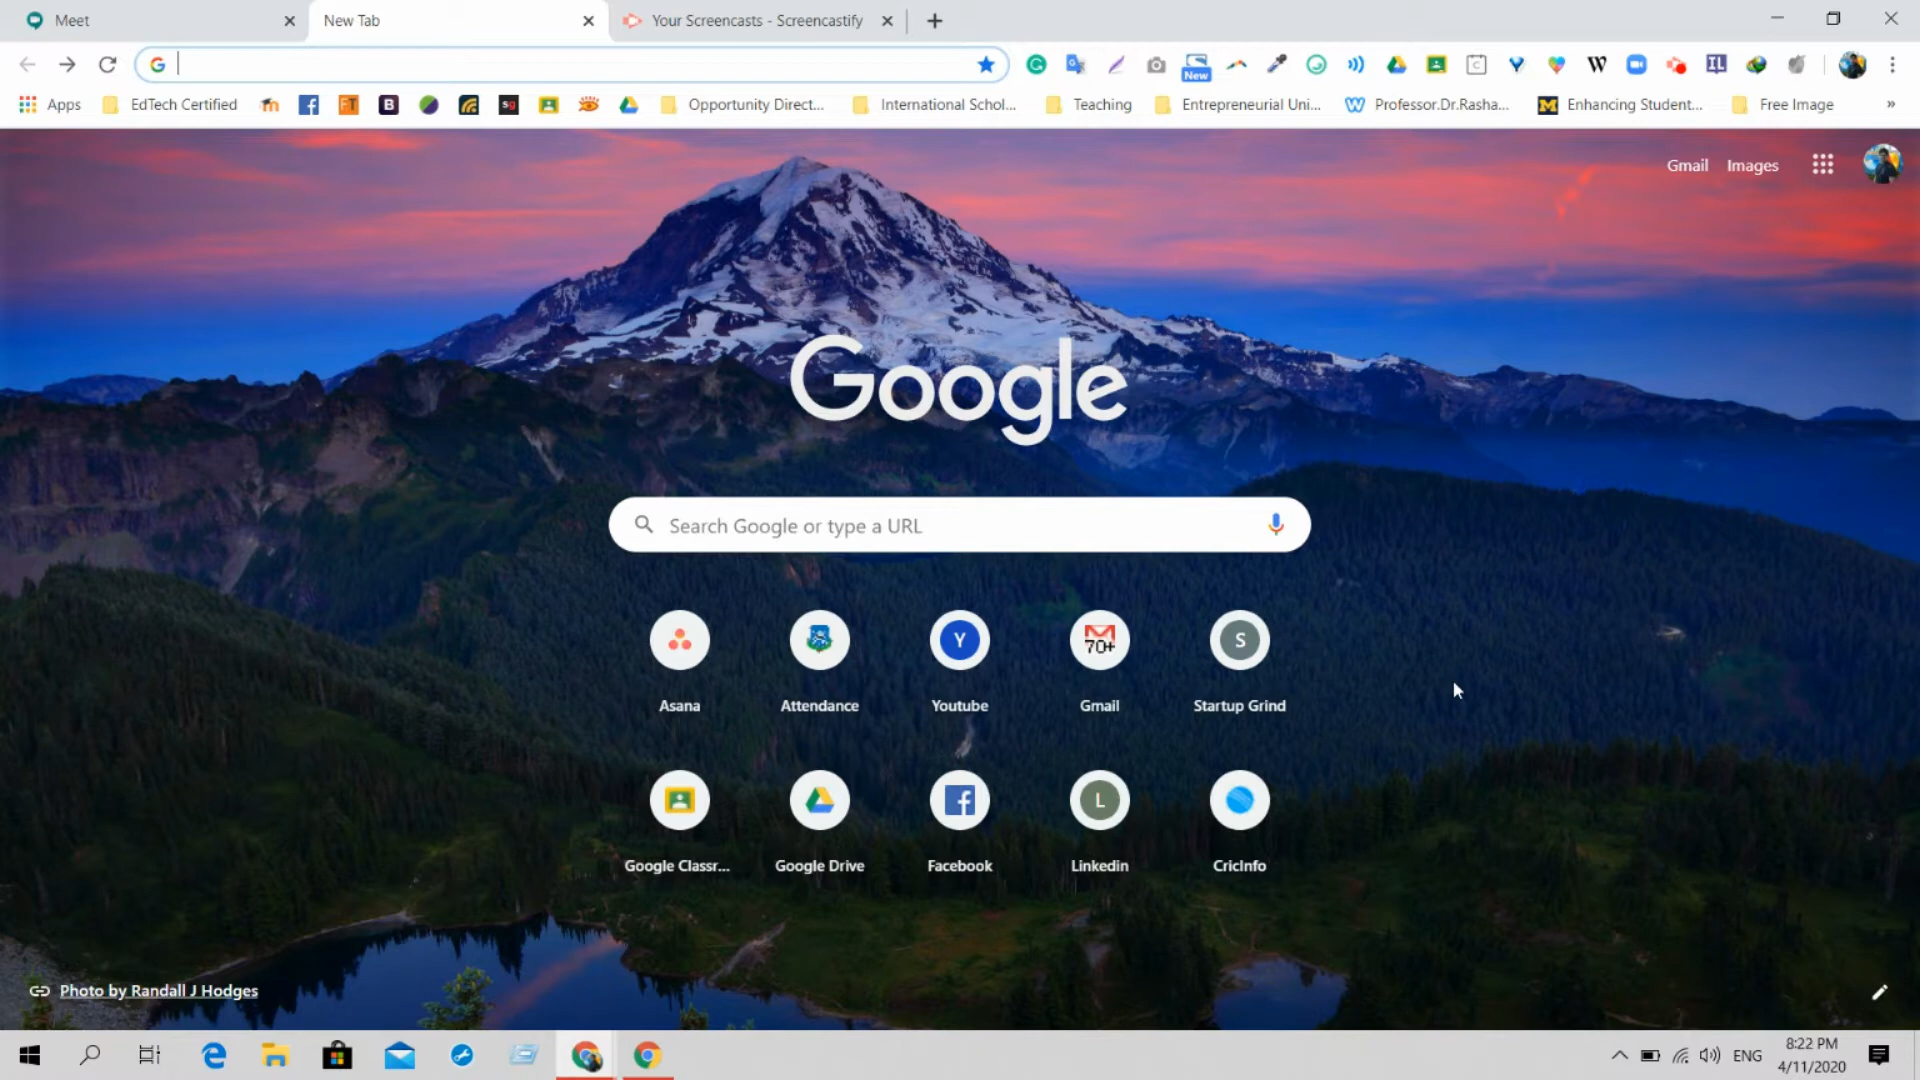 Meet
New Tab
Your Screencasts - Screencastify
New
Apps
EdTech Certified
Opportunity Direct...
International Schol...
Teaching
Entrepreneurial Uni...
Professor.Dr.Rasha...
Enhancing Student...
Free Image
Gmail
Images
Google
Search Google or type a URL
70+
Y
S
Asana
Attendance
Youtube
Gmail
Startup Grind
L
Google Classr...
Google Drive
Facebook
Linkedin
CricInfo
Photo by Randall J Hodges
ENG
8:22 PM
4/11/2020